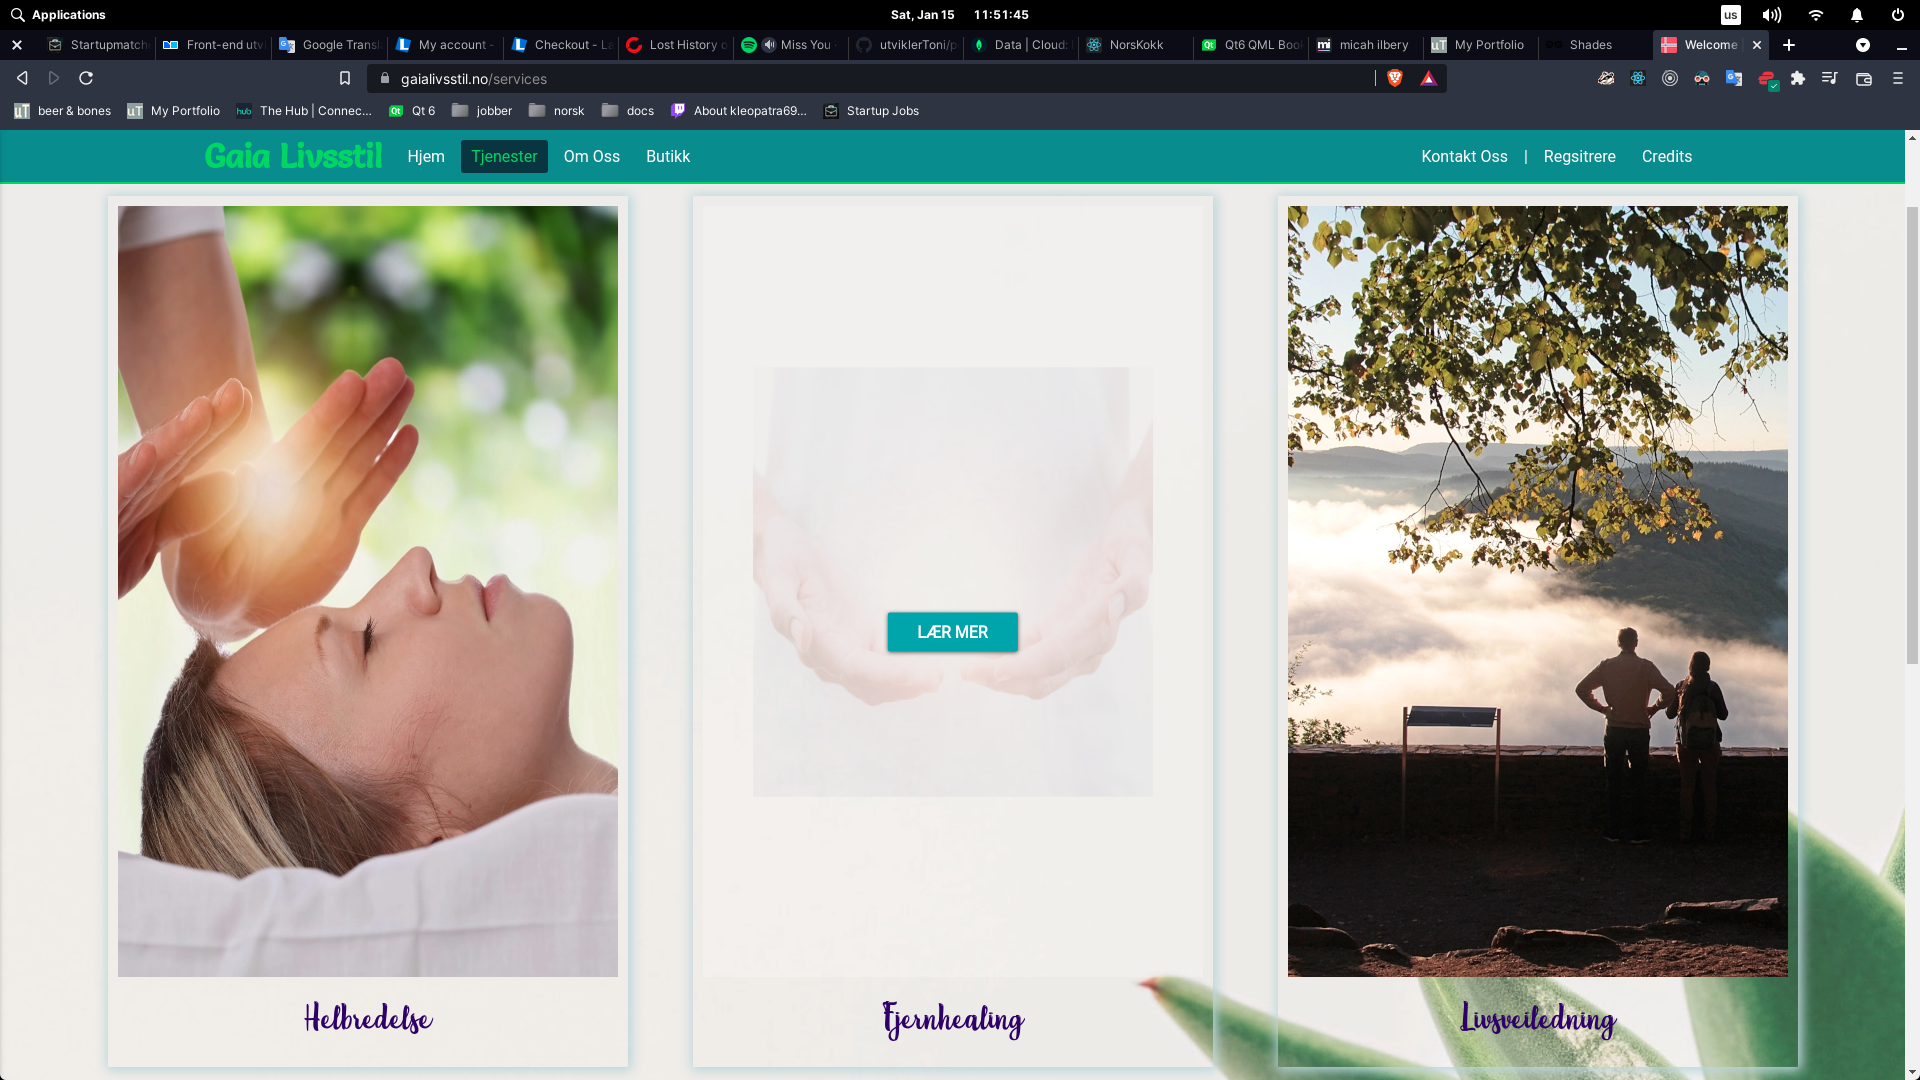 Applications
Sat, Jan 15 11:51:45
us
Startupmatch Front-end utv Google Transl My account - Checkout - La Lost History o Miss You utviklerToni/p Data | Cloud: NorsKokk Qt6 QML Boo micah ilbery My Portfolio Shades Welcome
gaialivsstil.no/services
beer & bones My Portfolio The Hub | Connec... Qt 6 jobber norsk docs About kleopatra69... Startup Jobs
Gaia Livsstil Hjem Tjenester Om Oss Butikk Kontakt Oss | Regsitrere Credits
LÆR MER
Helbredelse Fjernhealing Livsveiledning